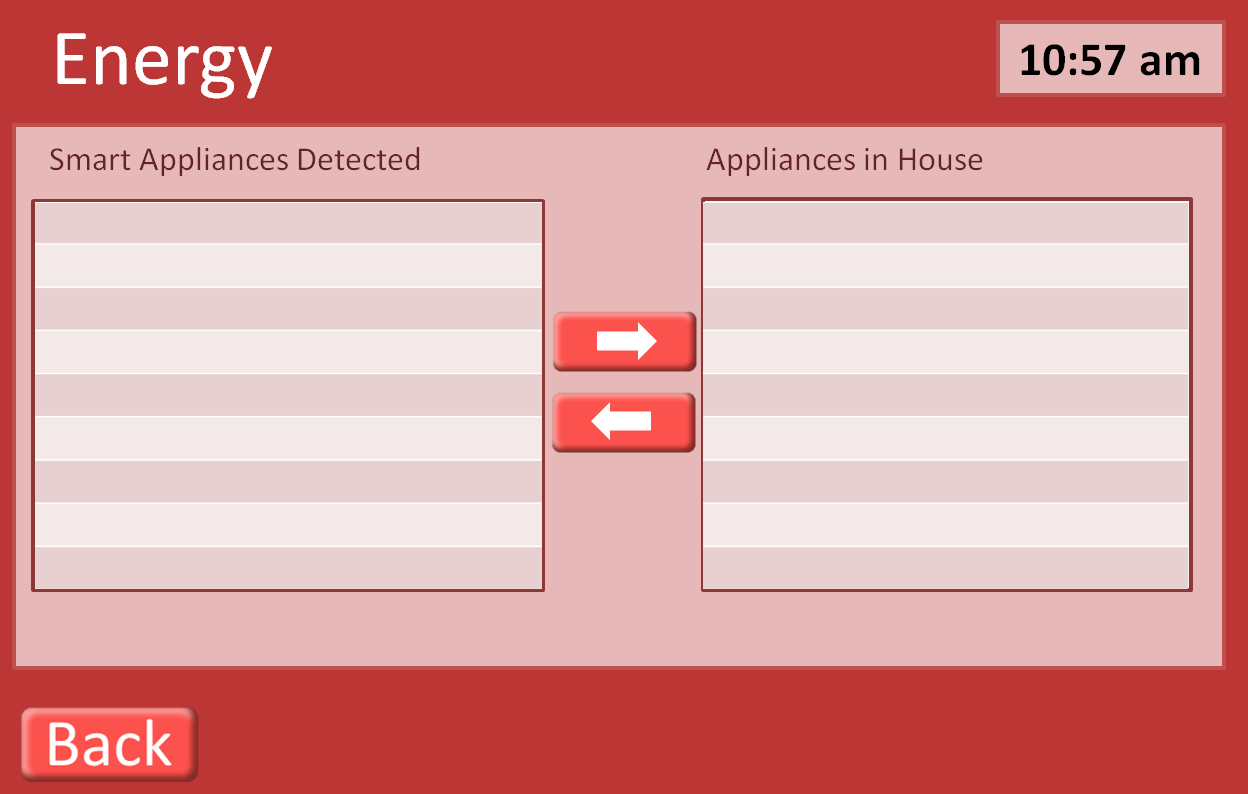 Energy
10:57 am
Smart Appliances Detected
Appliances in House
Back